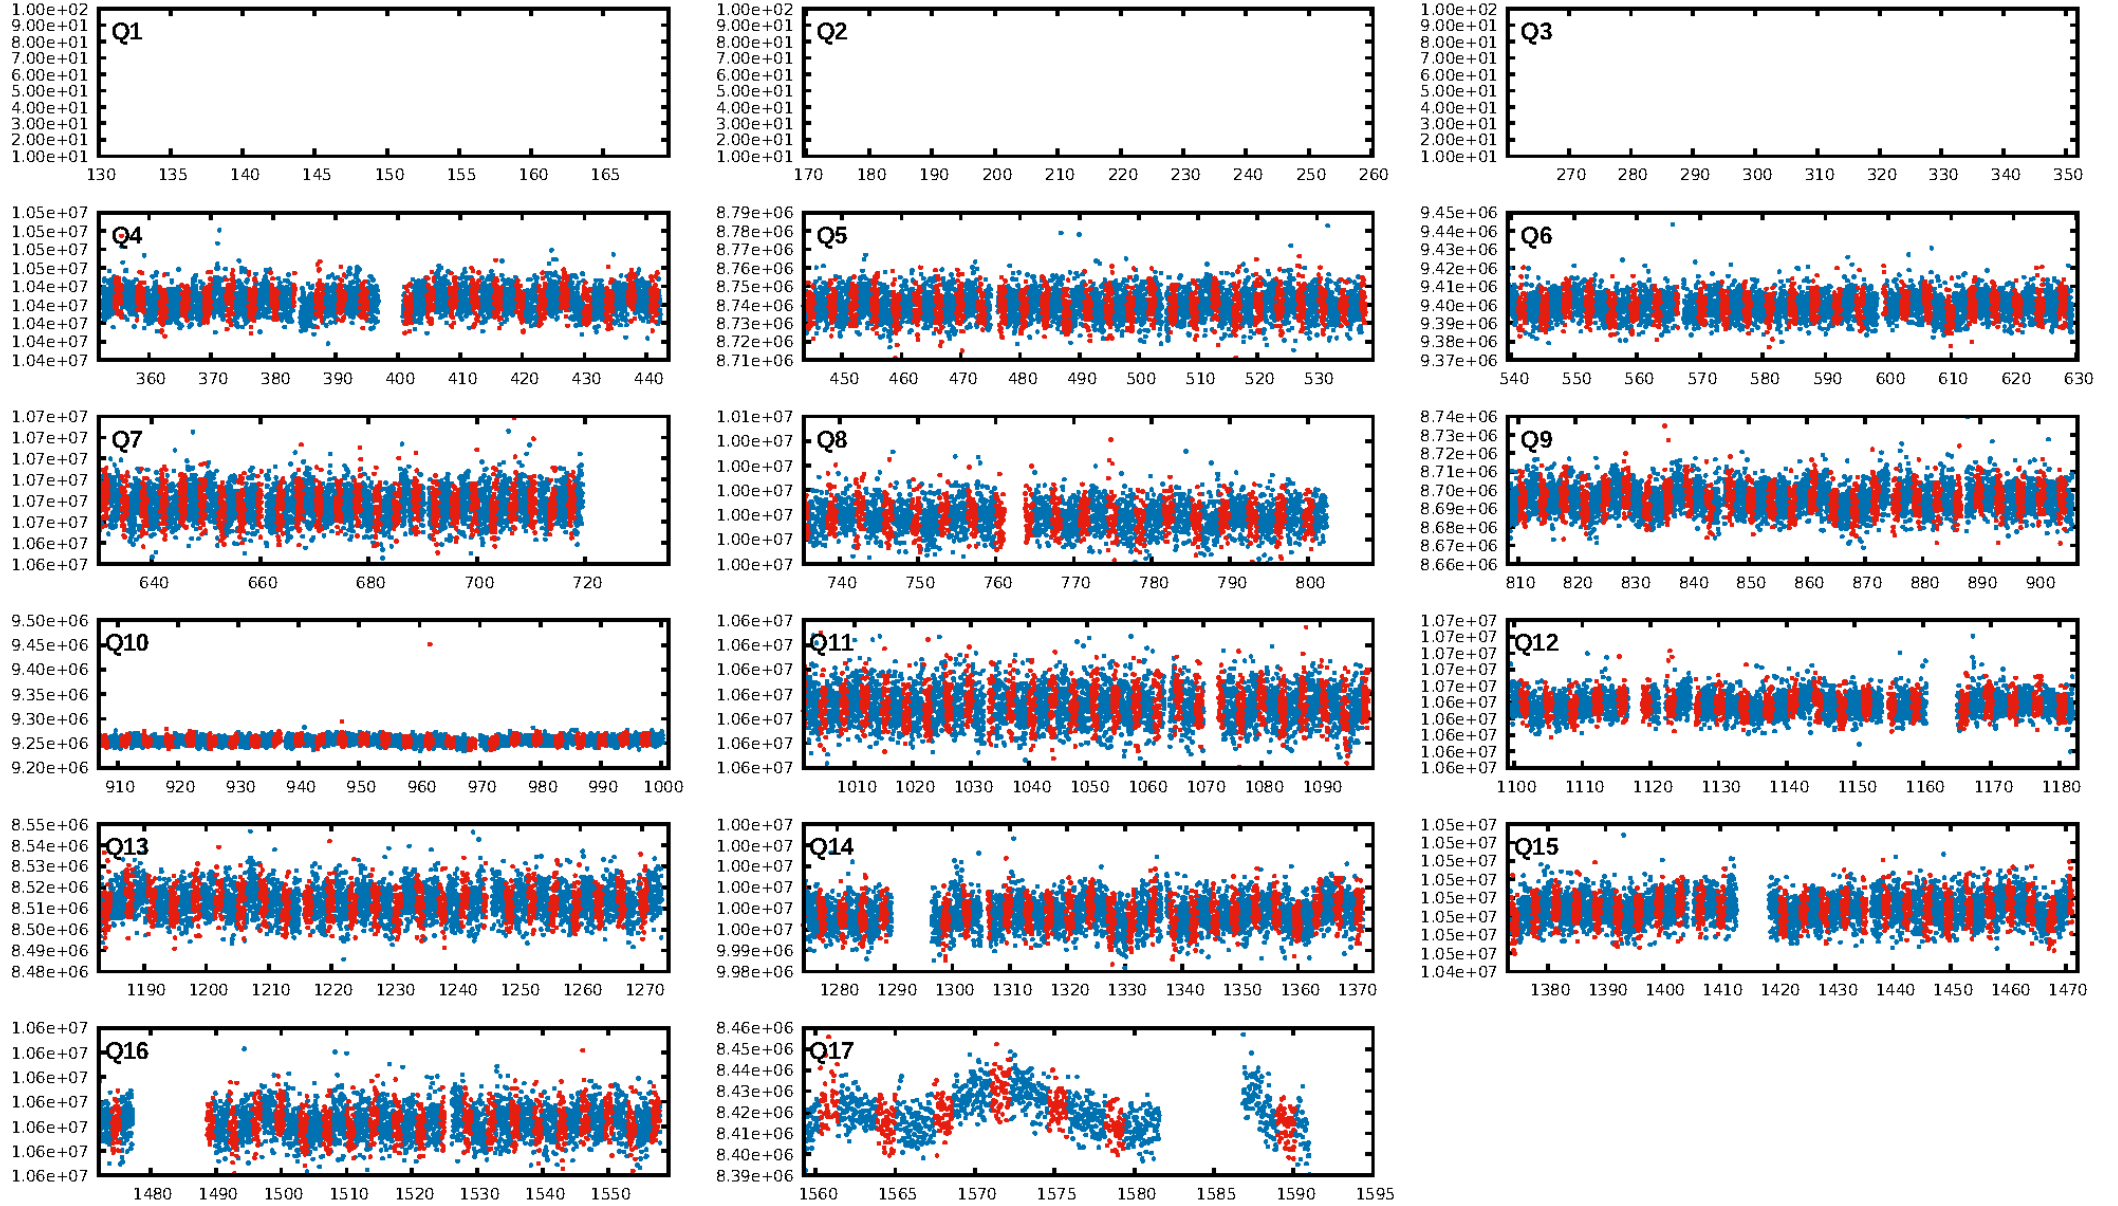 Q1
1.00e+02
9.00e+01
8.00e+01
7.00e+01
6.00e+01
5.00e+01
4.00e+01
3.00e+01
2.00e+01
1.00e+01
130 135 140 145 150 155 160 165
Q2
1.00e+02
9.00e+01
8.00e+01
7.00e+01
6.00e+01
5.00e+01
4.00e+01
3.00e+01
2.00e+01
1.00e+01
170 180 190 200 210 220 230 240 250 260
Q3
1.00e+02
9.00e+01
8.00e+01
7.00e+01
6.00e+01
5.00e+01
4.00e+01
3.00e+01
2.00e+01
1.00e+01
270 280 290 300 310 320 330 340 350
Q4
1.05e+07
1.05e+07
1.05e+07
1.05e+07
1.04e+07
1.04e+07
1.04e+07
1.04e+07
1.04e+07
360 370 380 390 400 410 420 430 440
Q5
8.79e+06
8.78e+06
8.77e+06
8.76e+06
8.75e+06
8.74e+06
8.73e+06
8.72e+06
8.71e+06
450 460 470 480 490 500 510 520 530
Q6
9.45e+06
9.44e+06
9.43e+06
9.42e+06
9.41e+06
9.40e+06
9.39e+06
9.38e+06
9.37e+06
540 550 560 570 580 590 600 610 620 630
Q7
1.07e+07
1.07e+07
1.07e+07
1.07e+07
1.07e+07
1.07e+07
1.06e+07
1.06e+07
640 660 680 700 720
Q8
1.01e+07
1.00e+07
1.00e+07
1.00e+07
1.00e+07
1.00e+07
1.00e+07
740 750 760 770 780 790 800
Q9
8.74e+06
8.73e+06
8.72e+06
8.71e+06
8.70e+06
8.69e+06
8.68e+06
8.67e+06
8.66e+06
810 820 830 840 850 860 870 880 890 900
Q10
9.50e+06
9.45e+06
9.40e+06
9.35e+06
9.30e+06
9.25e+06
9.20e+06
910 920 930 940 950 960 970 980 990 1000
Q11
1.06e+07
1.06e+07
1.06e+07
1.06e+07
1.06e+07
1.06e+07
1.06e+07
1010 1020 1030 1040 1050 1060 1070 1080 1090
Q12
1.07e+07
1.07e+07
1.07e+07
1.07e+07
1.07e+07
1.06e+07
1.06e+07
1.06e+07
1.06e+07
1.06e+07
1100 1110 1120 1130 1140 1150 1160 1170 1180
Q13
8.55e+06
8.54e+06
8.53e+06
8.52e+06
8.51e+06
8.50e+06
8.49e+06
8.48e+06
1190 1200 1210 1220 1230 1240 1250 1260 1270
Q14
1.00e+07
1.00e+07
1.00e+07
1.00e+07
1.00e+07
1.00e+07
9.99e+06
9.98e+06
1280 1290 1300 1310 1320 1330 1340 1350 1360 1370
Q15
1.05e+07
1.05e+07
1.05e+07
1.05e+07
1.05e+07
1.05e+07
1.05e+07
1.04e+07
1380 1390 1400 1410 1420 1430 1440 1450 1460 1470
Q16
1.06e+07
1.06e+07
1.06e+07
1.06e+07
1.06e+07
1.06e+07
1.06e+07
1480 1490 1500 1510 1520 1530 1540 1550
Q17
8.46e+06
8.45e+06
8.44e+06
8.43e+06
8.42e+06
8.41e+06
8.40e+06
8.39e+06
1560 1565 1570 1575 1580 1585 1590 1595